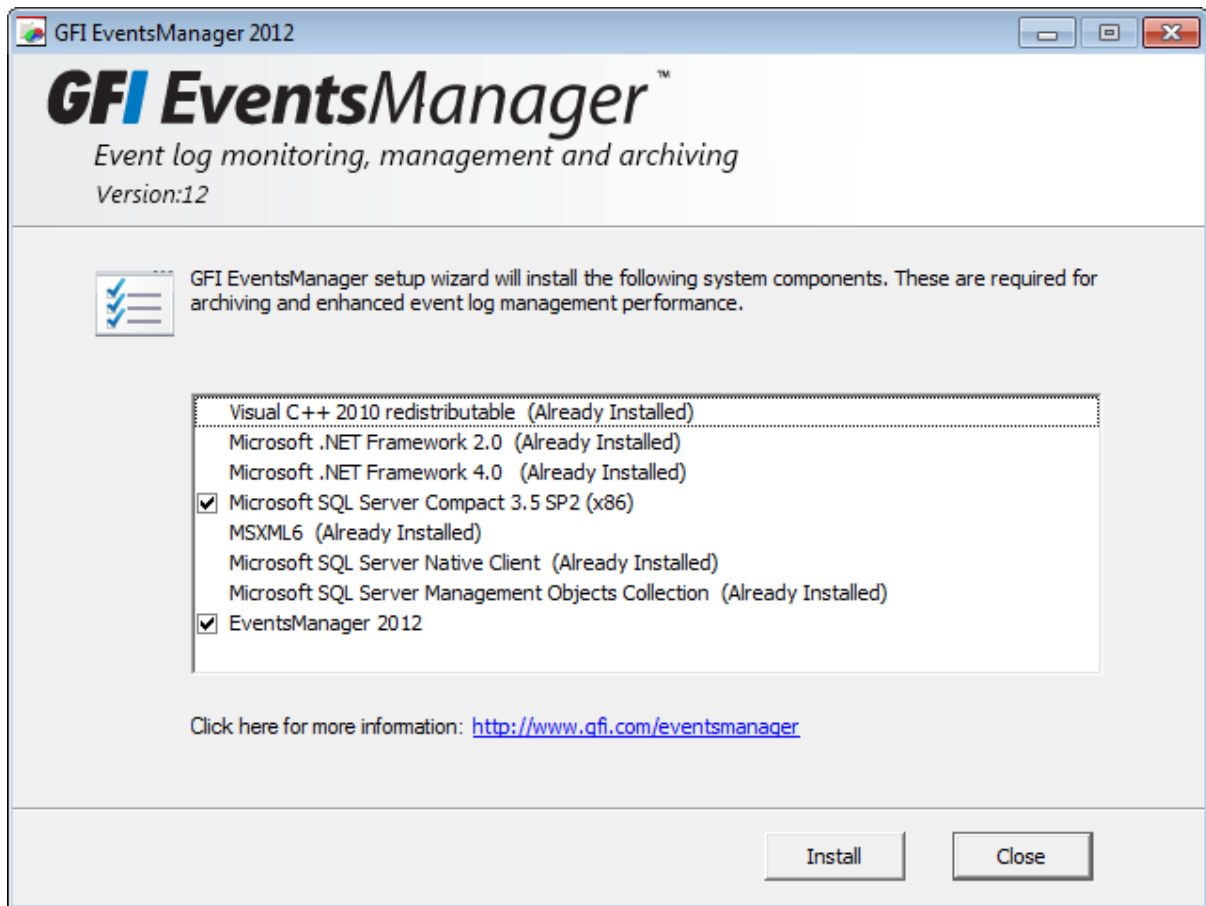 GFI EventsManager 2012
GFI EventsManager™
Event log monitoring, management and archiving
Version:12
GFI EventsManager setup wizard will install the following system components. These are required for
archiving and enhanced event log management performance.
Visual C++ 2010 redistributable (Already Installed)
Microsoft .NET Framework 2.0 (Already Installed)
Microsoft .NET Framework 4.0 (Already Installed)
Microsoft SQL Server Compact 3.5 SP2 (x86)
MSXML6 (Already Installed)
Microsoft SQL Server Native Client (Already Installed)
Microsoft SQL Server Management Objects Collection (Already Installed)
EventsManager 2012
Click here for more information: http://www.gfi.com/eventsmanager
Install
Close